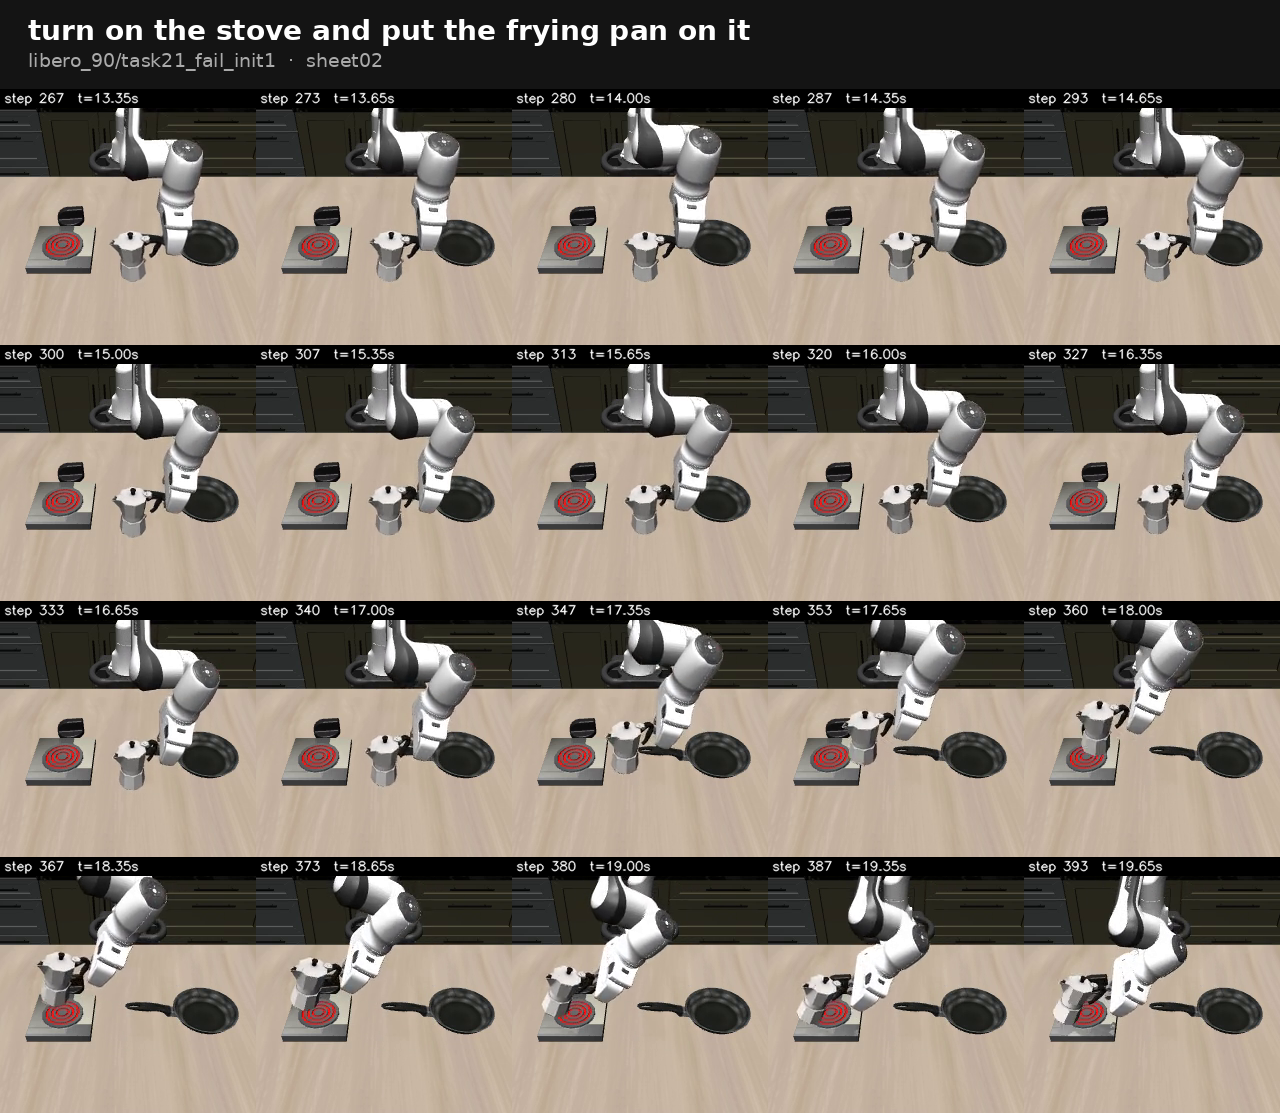 turn on the stove and put the frying pan on it
libero_90/task21_fail_init1 · sheet02
step 267 t=13.35s
step 273 t=13.65s
step 280 t=14.00s
step 287 t=14.35s
step 293 t=14.65s
step 300 t=15.00s
step 307 t=15.35s
step 313 t=15.65s
step 320 t=16.00s
step 327 t=16.35s
step 333 t=16.65s
step 340 t=17.00s
step 347 t=17.35s
step 353 t=17.65s
step 360 t=18.00s
step 367 t=18.35s
step 373 t=18.65s
step 380 t=19.00s
step 387 t=19.35s
step 393 t=19.65s